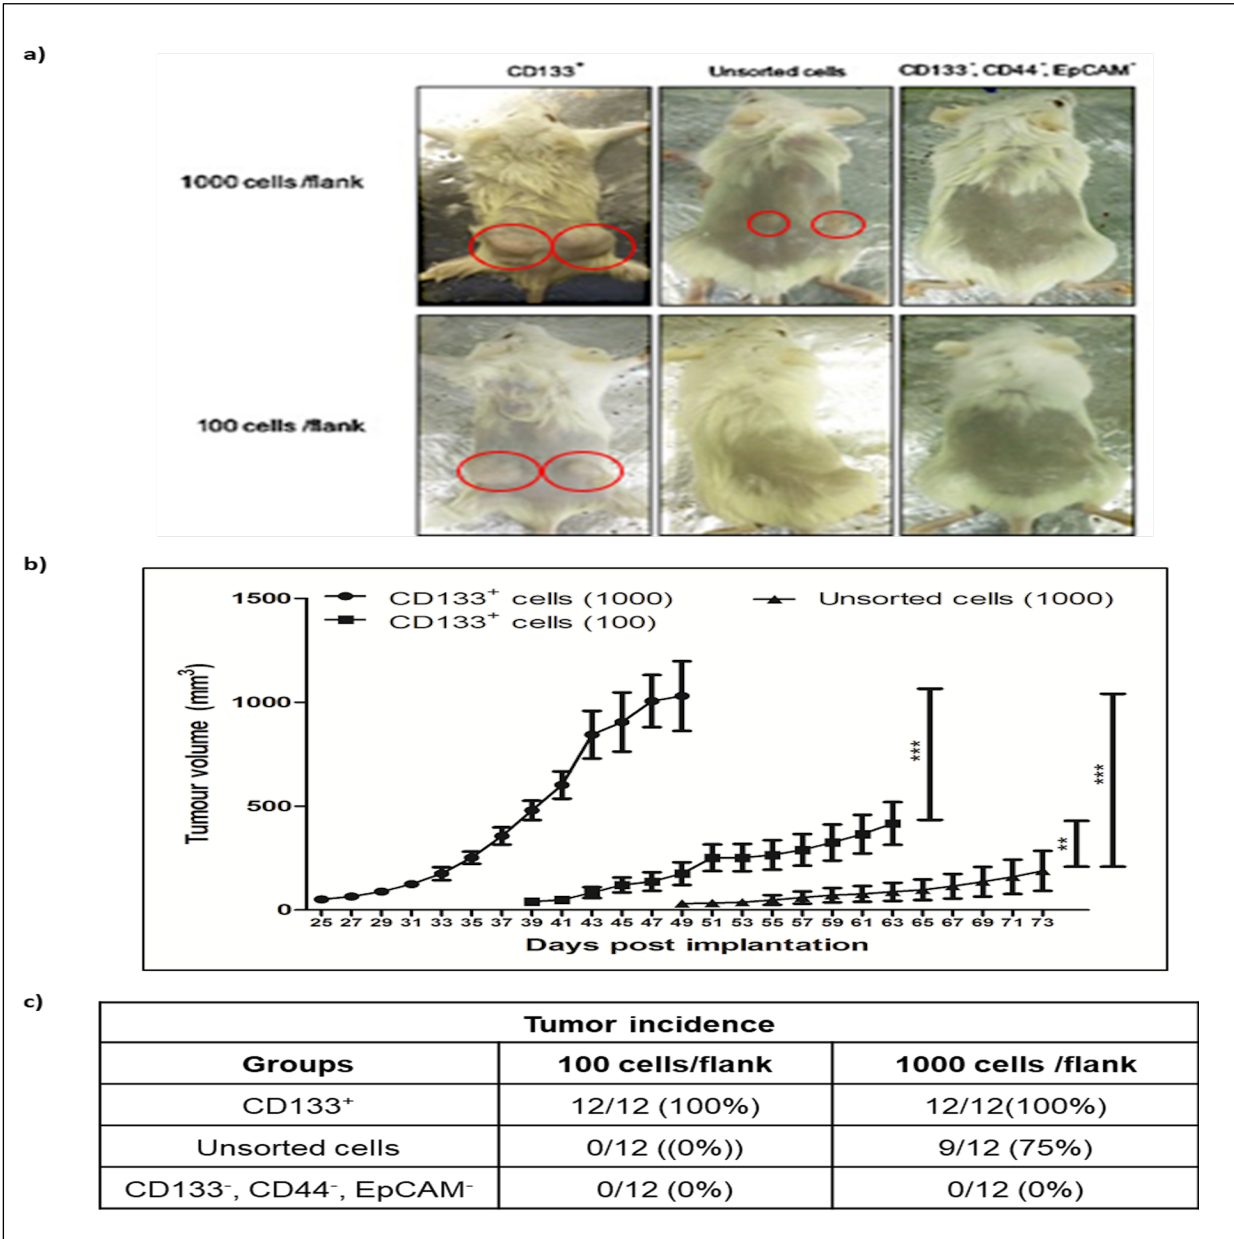 a)
CD133⁺ Unsorted cells CD133⁻, CD44⁻, EpCAM⁻
1000 cells /flank
100 cells /flank
b)
1500
CD133⁺ cells (1000)
Unsorted cells (1000)
CD133⁺ cells (100)
Tumour volume (mm³)
1000
500
0
***
**
***
25 27 29 31 33 35 37 39 41 43 45 47 49 51 53 55 57 59 61 63 65 67 69 71 73
Days post implantation
c)
Tumor incidence
Groups 100 cells/flank 1000 cells /flank
CD133⁺ 12/12 (100%) 12/12(100%)
Unsorted cells 0/12 ((0%)) 9/12 (75%)
CD133⁻, CD44⁻, EpCAM⁻ 0/12 (0%) 0/12 (0%)